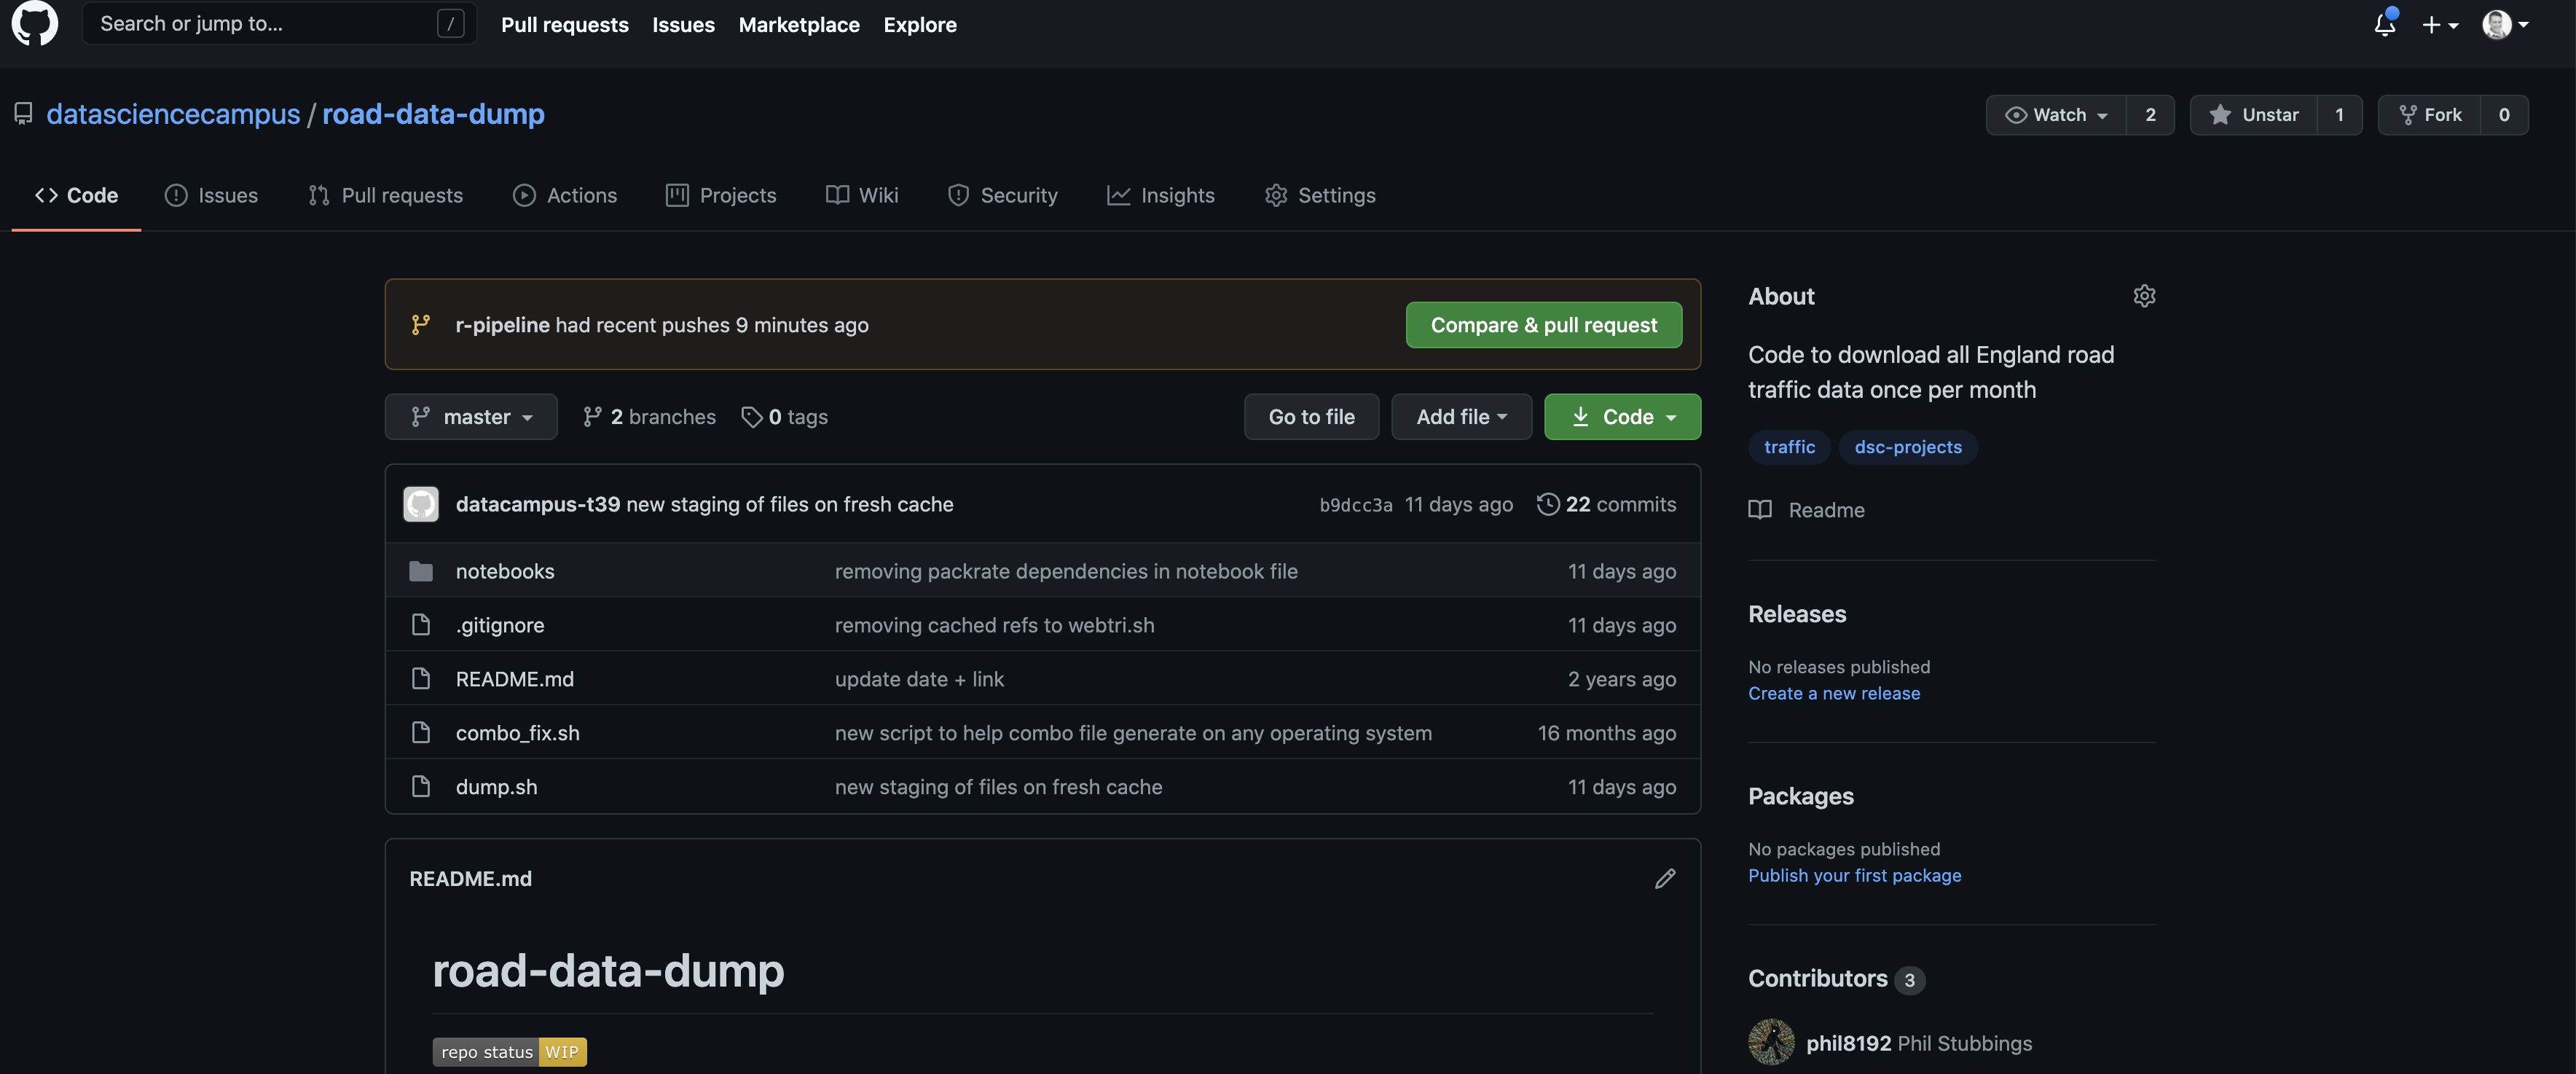 Search or jump to... /
Pull requests Issues Marketplace Explore
datasciencecampus / road-data-dump
Watch 2 Unstar 1 Fork 0
Code Issues Pull requests Actions Projects Wiki Security Insights Settings
r-pipeline had recent pushes 9 minutes ago
Compare & pull request
master 2 branches 0 tags
Go to file Add file Code
datacampus-t39 new staging of files on fresh cache b9dcc3a 11 days ago 22 commits
notebooks removing packrate dependencies in notebook file 11 days ago
.gitignore removing cached refs to webtri.sh 11 days ago
README.md update date + link 2 years ago
combo_fix.sh new script to help combo file generate on any operating system 16 months ago
dump.sh new staging of files on fresh cache 11 days ago
README.md
road-data-dump
repo status WIP
About
Code to download all England road
traffic data once per month
traffic dsc-projects
Readme
Releases
No releases published
Create a new release
Packages
No packages published
Publish your first package
Contributors 3
phil8192 Phil Stubbings